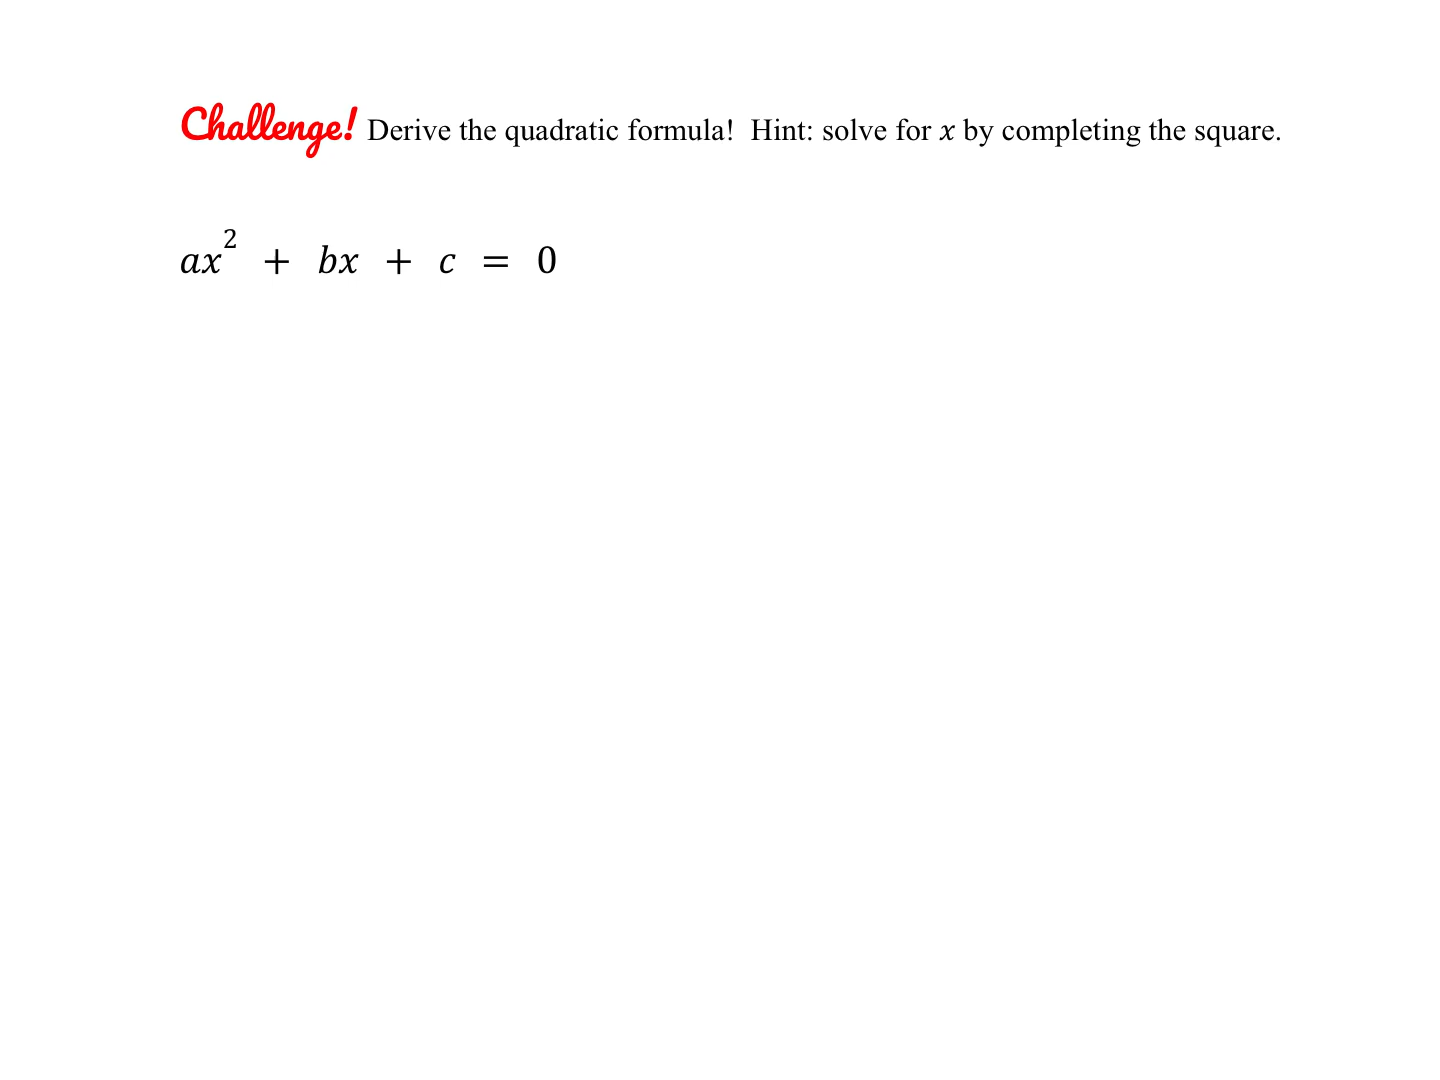 Challenge! Derive the quadratic formula!  Hint: solve for x by completing the square.
ax² + bx + c = 0